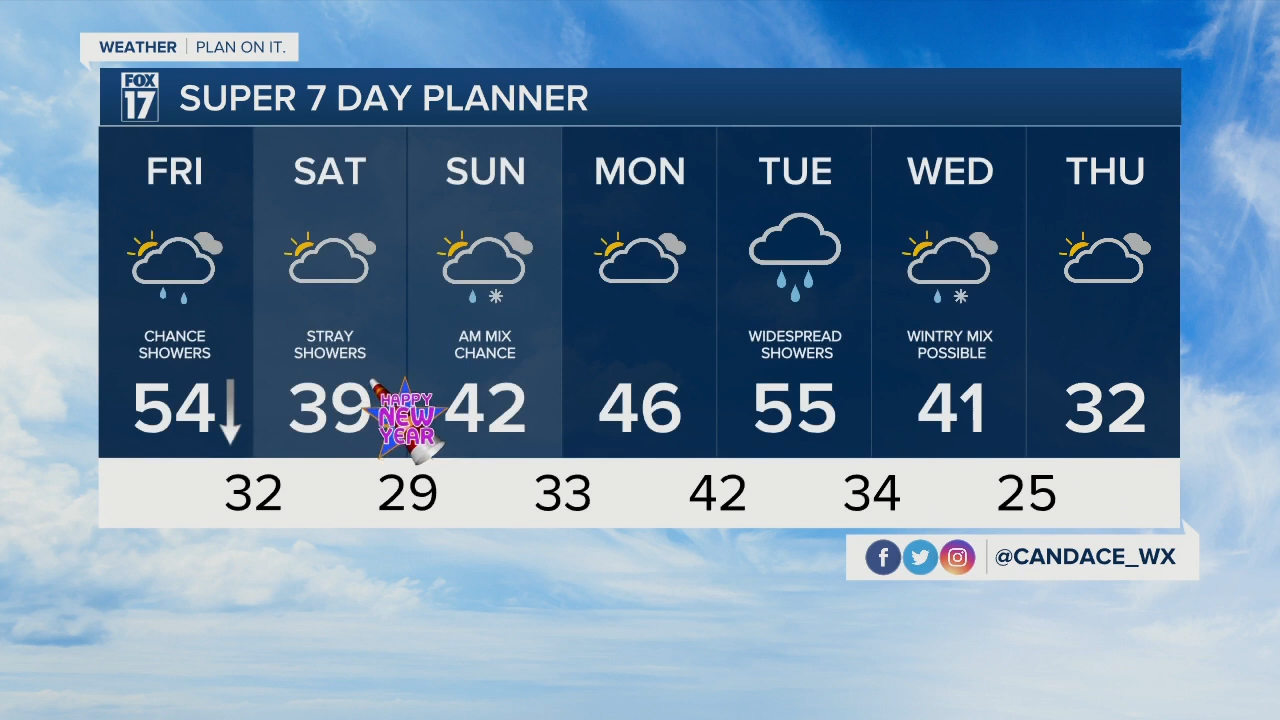 WEATHER | PLAN ON IT.
FOX
17
SUPER 7 DAY PLANNER
FRI SAT SUN MON TUE WED THU
CHANCE SHOWERS
STRAY SHOWERS
AM MIX CHANCE
WIDESPREAD SHOWERS
WINTRY MIX POSSIBLE
54 39 42 46 55 41 32
HAPPY
NEW
YEAR
32 29 33 42 34 25
@CANDACE_WX